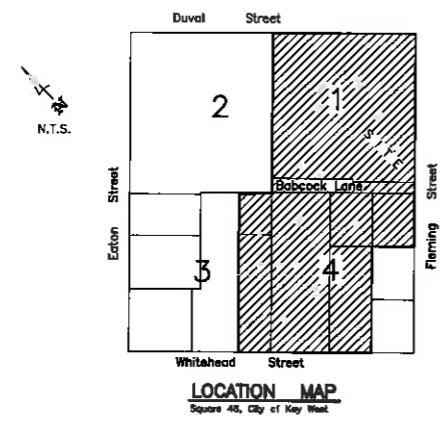 Duval Street
N
N.T.S.
2
1
SITE
Babcock Lane
Eaton Street
Fleming Street
3
4
Whitehead Street
LOCATION MAP
Square 48, City of Key West